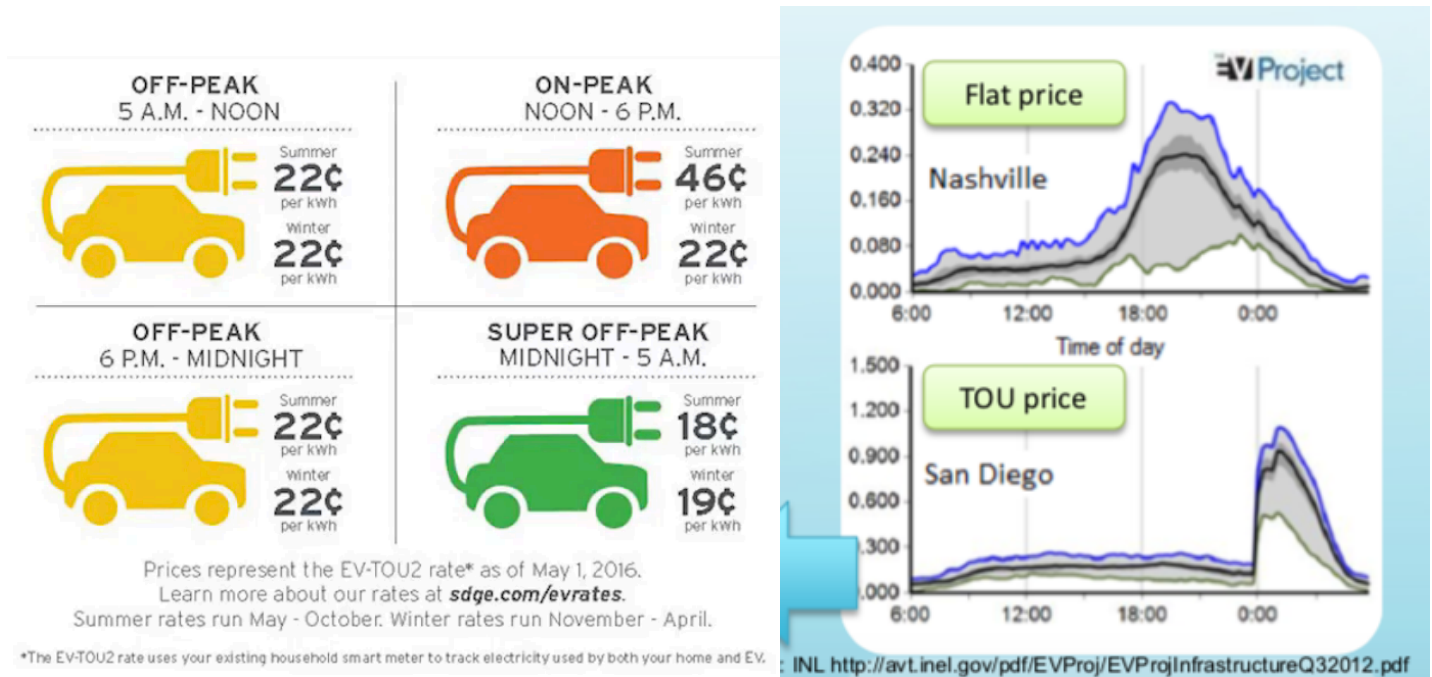 OFF-PEAK
5 A.M. - NOON
Summer
22¢
per kWh
Winter
22¢
per kWh
ON-PEAK
NOON - 6 P.M.
Summer
46¢
per kWh
Winter
22¢
per kWh
OFF-PEAK
6 P.M. - MIDNIGHT
Summer
22¢
per kWh
Winter
22¢
per kWh
SUPER OFF-PEAK
MIDNIGHT - 5 A.M.
Summer
18¢
per kWh
Winter
19¢
per kWh
Prices represent the EV-TOU2 rate* as of May 1, 2016.
Learn more about our rates at sdge.com/evrates.
Summer rates run May - October. Winter rates run November - April.
*The EV-TOU2 rate uses your existing household smart meter to track electricity used by both your home and EV.
EV Project
Flat price
Nashville
0.400
0.320
0.240
0.160
0.080
0.000
6:00 12:00 18:00 0:00
Time of day
TOU price
San Diego
1.500
1.200
0.900
0.600
.300
.000
6:00 12:00 18:00 0:00
: INL http://avt.inel.gov/pdf/EVProj/EVProjInfrastructureQ32012.pdf